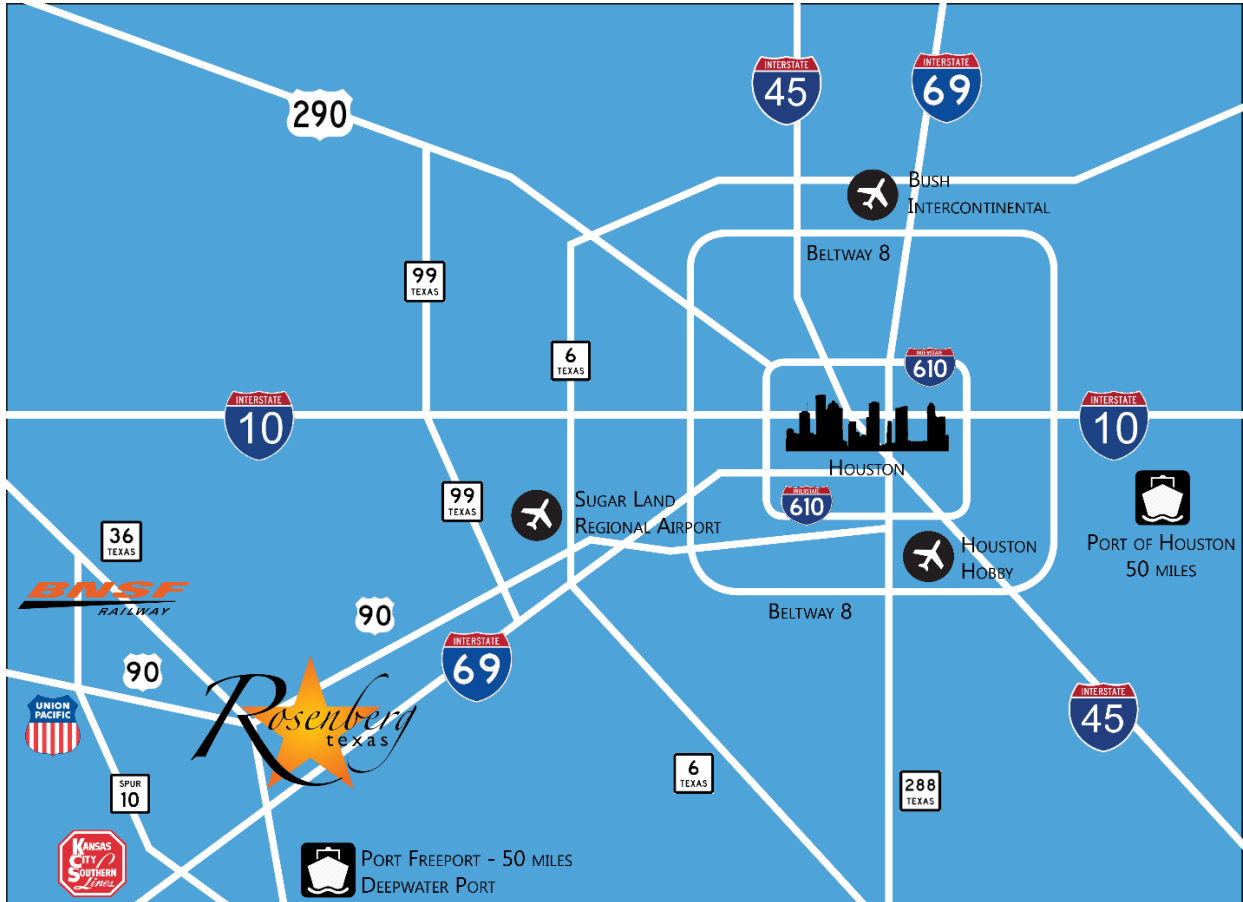 INTERSTATE
45
INTERSTATE
69
290
BUSH
INTERCONTINENTAL
BELTWAY 8
99
TEXAS
6
TEXAS
INTERSTATE
610
INTERSTATE
10
INTERSTATE
10
HOUSTON
99
TEXAS
SUGAR LAND
REGIONAL AIRPORT
INTERSTATE
610
36
TEXAS
PORT OF HOUSTON
50 MILES
HOUSTON
HOBBY
BNSF
RAILWAY
90
BELTWAY 8
90
INTERSTATE
69
UNION
PACIFIC
Rosenberg
texas
INTERSTATE
45
SPUR
10
6
TEXAS
288
TEXAS
KANSAS
CITY
SOUTHERN
Lines
PORT FREEPORT - 50 MILES
DEEPWATER PORT